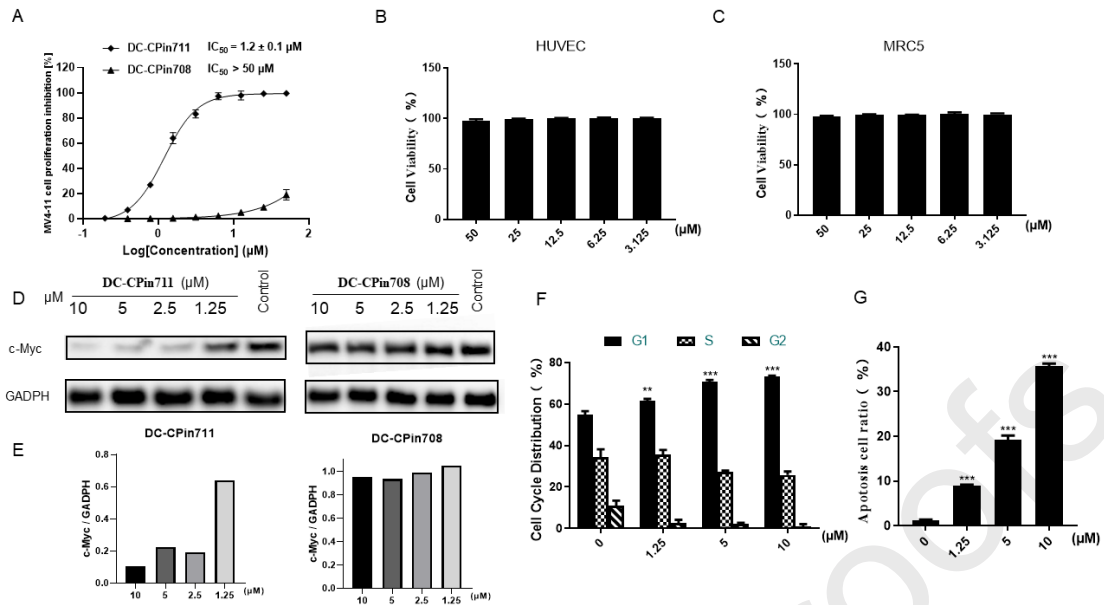 A
DC-CPin711 IC50 = 1.2 ± 0.1 μM
DC-CPin708 IC50 > 50 μM
MV4-11 cell proliferation inhibition [%]
120
100
80
60
40
20
0
-1 0 1 2
Log[Concentration] (μM)
B
HUVEC
Cell Viability ( %)
150
100
50
0
50 25 12.5 6.25 3.125 (μM)
C
MRC5
Cell Viability ( %)
150
100
50
0
50 25 12.5 6.25 3.125 (μM)
D
μM DC-CPin711 (μM) Control
10 5 2.5 1.25
DC-CPin708 (μM) Control
10 5 2.5 1.25
c-Myc
GADPH
E
DC-CPin711
c-Myc / GADPH
0.8
0.6
0.4
0.2
0.0
10 5 2.5 1.25 (μM)
DC-CPin708
c-Myc / GADPH
1.0
0.8
0.6
0.4
0.2
0.0
10 5 2.5 1.25 (μM)
F
G1 S G2
Cell Cycle Distribution ( %)
80
60
40
20
0
** *** ***
0 1.25 5 10 (μM)
G
Apotosis cell ratio ( %)
40
30
20
10
0
*** *** ***
0 1.25 5 10 (μM)
oofs